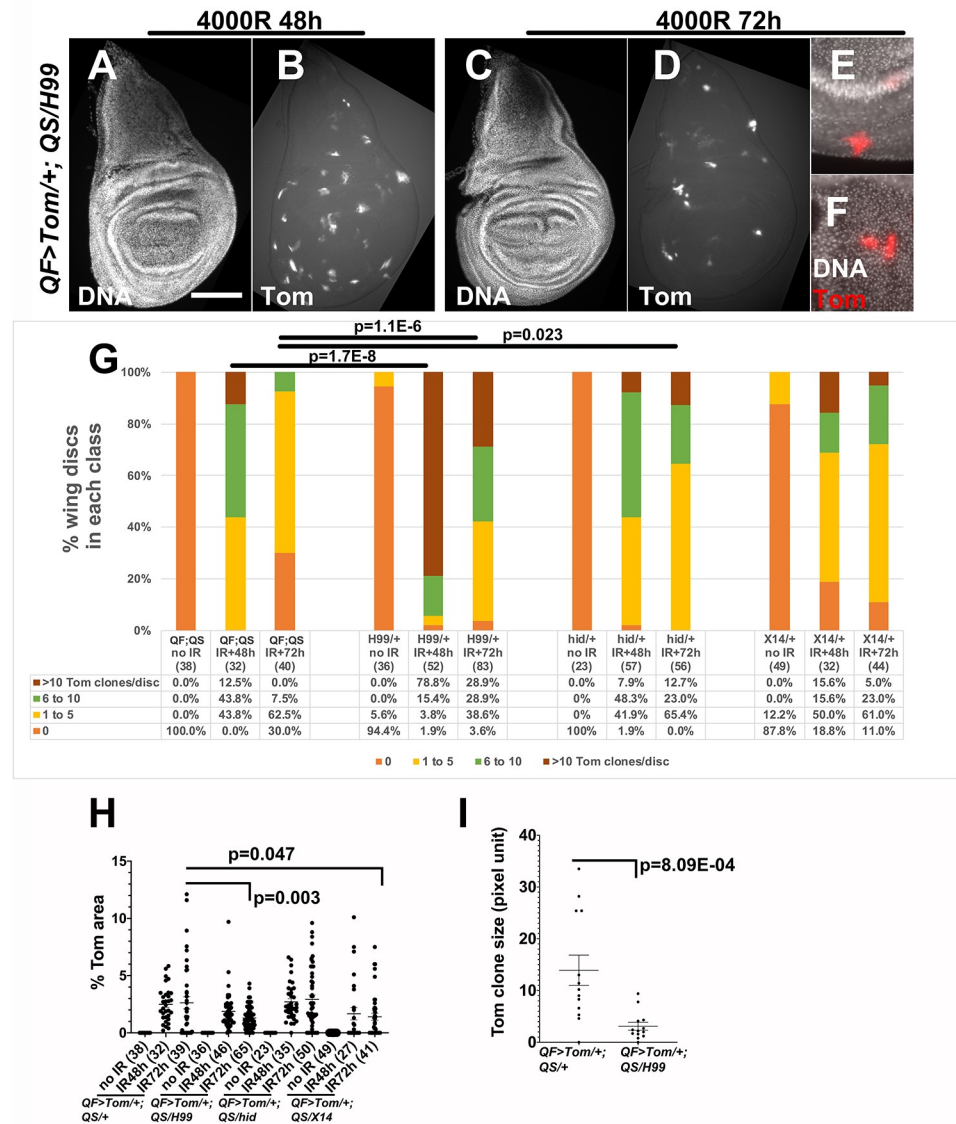 4000R 48h
4000R 72h
QF>Tom/+; QS/H99
A
B
C
D
E
F
DNA
Tom
DNA
Tom
DNA
Tom
G
p=1.1E-6
p=0.023
p=1.7E-8
% wing discs
in each class
100%
80%
60%
40%
20%
0%
QF;QS no IR (38)
QF;QS IR+48h (32)
QF;QS IR+72h (40)
H99/+ no IR (36)
H99/+ IR+48h (52)
H99/+ IR+72h (83)
hid/+ no IR (23)
hid/+ IR+48h (57)
hid/+ IR+72h (56)
X14/+ no IR (49)
X14/+ IR+48h (32)
X14/+ IR+72h (44)
>10 Tom clones/disc 0.0% 12.5% 0.0% 0.0% 78.8% 28.9% 0.0% 7.9% 12.7% 0.0% 15.6% 5.0%
6 to 10 0.0% 43.8% 7.5% 0.0% 15.4% 28.9% 0% 48.3% 23.0% 0.0% 15.6% 23.0%
1 to 5 0.0% 43.8% 62.5% 5.6% 3.8% 38.6% 0% 41.9% 65.4% 12.2% 50.0% 61.0%
0 100.0% 0.0% 30.0% 94.4% 1.9% 3.6% 100% 1.9% 0.0% 87.8% 18.8% 11.0%
0 1 to 5 6 to 10 >10 Tom clones/disc
H
% Tom area
15
10
5
0
p=0.047
p=0.003
no IR (38)
IR48h (32)
IR72h (39)
no IR (36)
IR48h (46)
IR72h (65)
no IR (23)
IR48h (35)
IR72h (50)
no IR (49)
IR48h (27)
IR72h (41)
QF>Tom/+;
QS/+
QF>Tom/+;
QS/H99
QF>Tom/+;
QS/hid
QF>Tom/+;
QS/X14
I
Tom clone size (pixel unit)
40
30
20
10
0
p=8.09E-04
QF>Tom/+;
QS/+
QF>Tom/+;
QS/H99